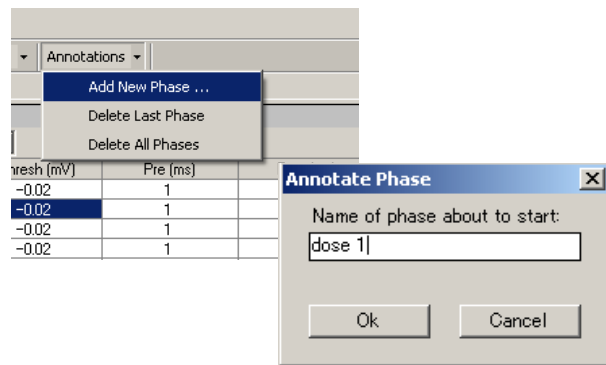 Annotations
Add New Phase ...
Delete Last Phase
Delete All Phases
hresh (mV) Pre (ms)
-0.02 1
-0.02 1
-0.02 1
-0.02 1
Annotate Phase
Name of phase about to start:
dose 1
Ok Cancel